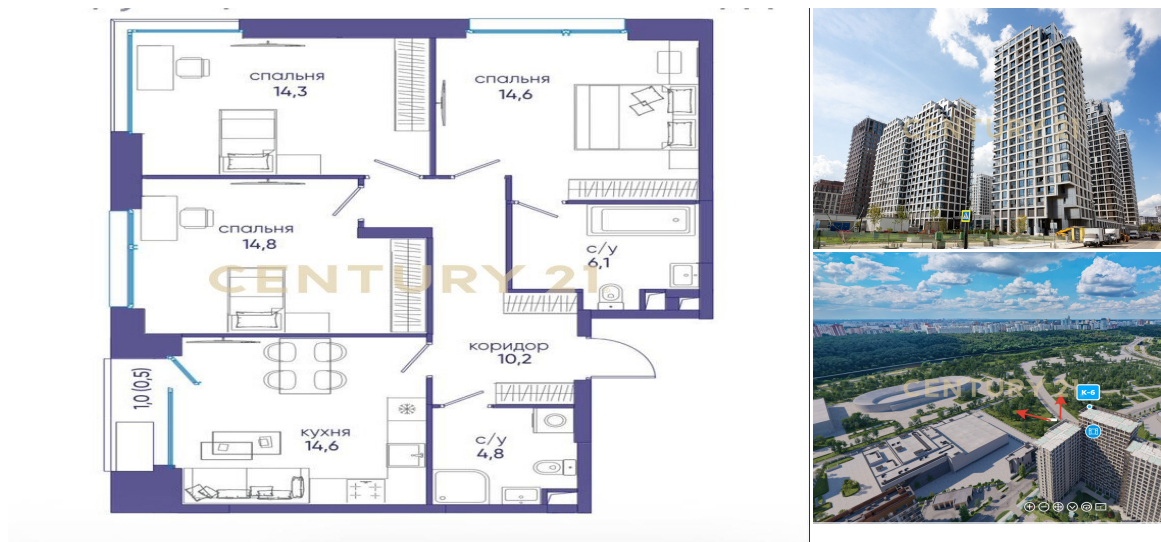 спальня
14,3
спальня
14,6
спальня
14,8
с/у
6,1
CENTURY 21
коридор
10,2
1,0 (0,5)
кухня
14,6
с/у
4,8
CENTURY 21
CENTURY 21
К-6